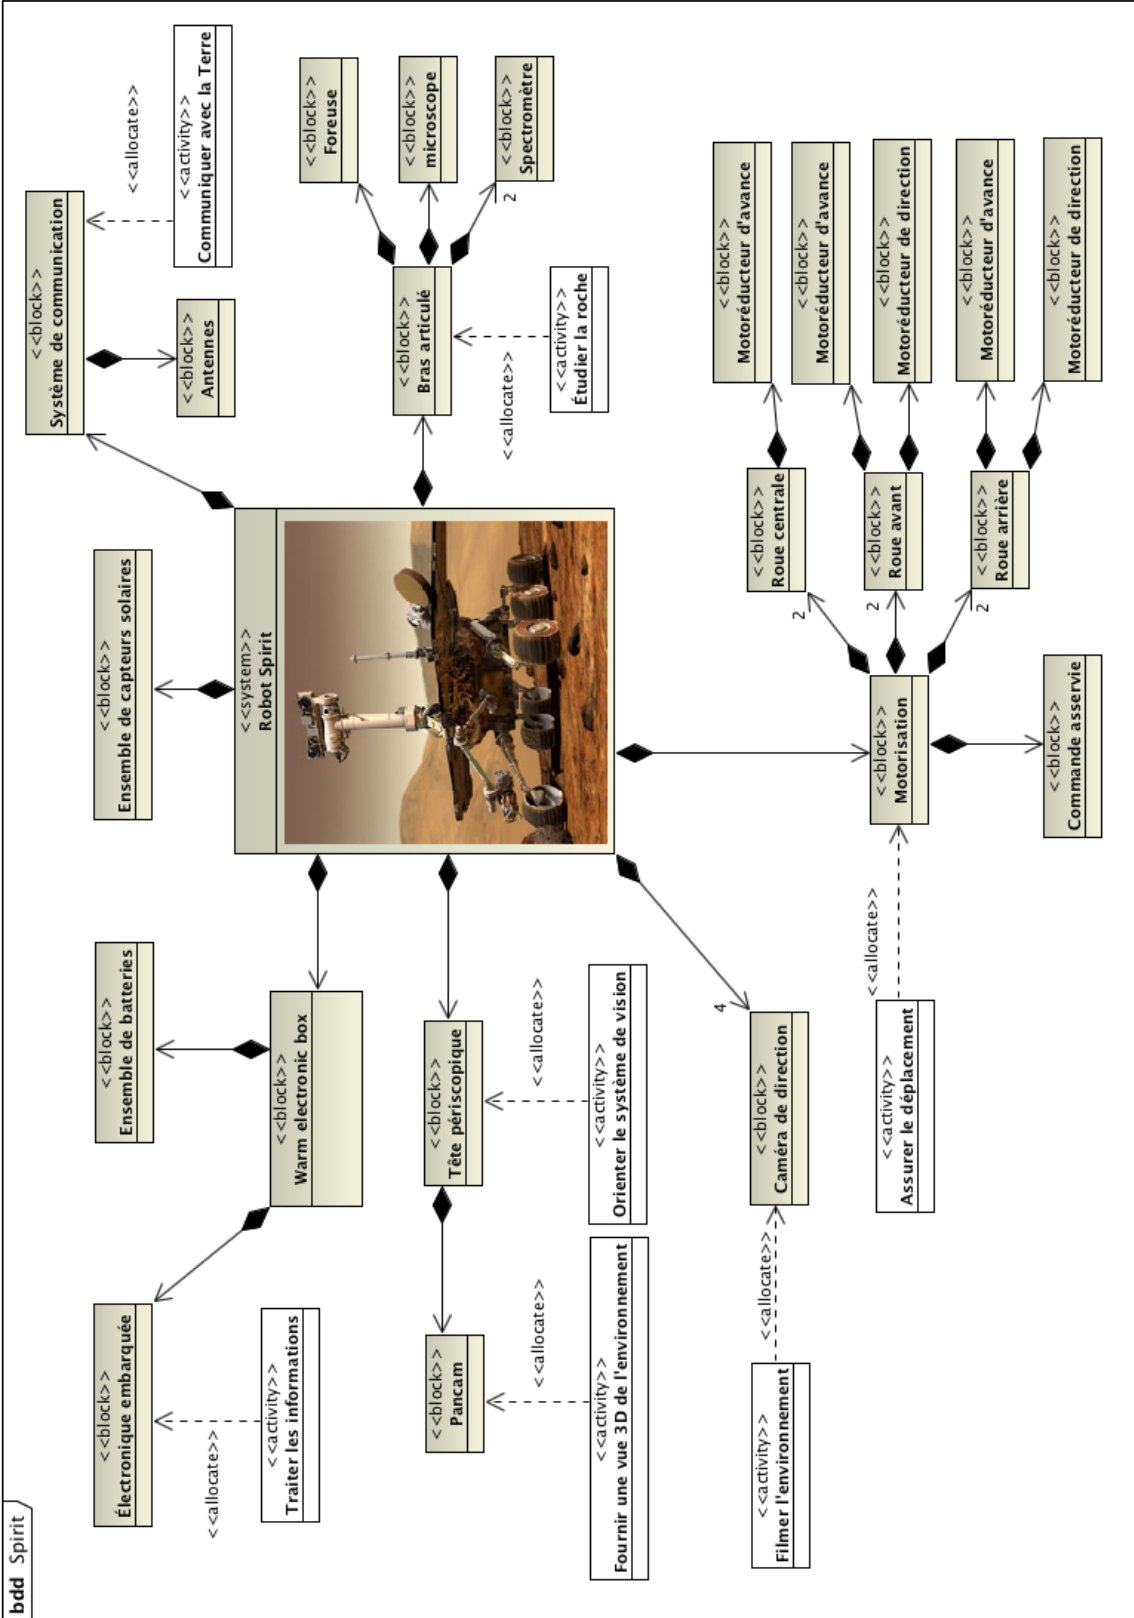 bdd Spirit
<<block>>
Électronique embarquée
<<allocate>>
<<activity>>
Traiter les informations
<<block>>
Ensemble de batteries
<<block>>
Warm electronic box
<<block>>
Ensemble de capteurs solaires
<<system>>
Robot Spirit
<<block>>
Système de communication
<<allocate>>
<<block>>
Antennes
<<activity>>
Communiquer avec la Terre
<<block>>
Foreuse
<<block>>
microscope
<<block>>
Spectromètre
2
<<block>>
Bras articulé
<<allocate>>
<<activity>>
Étudier la roche
<<block>>
Pancam
<<allocate>>
<<activity>>
Fournir une vue 3D de l'environnement
<<block>>
Tête périscopique
<<allocate>>
<<activity>>
Orienter le système de vision
4
<<block>>
Caméra de direction
<<allocate>>
<<activity>>
Filmer l'environnement
<<allocate>>
<<activity>>
Assurer le déplacement
<<block>>
Motorisation
<<block>>
Commande asservie
2
<<block>>
Roue centrale
2
<<block>>
Roue avant
2
<<block>>
Roue arrière
<<block>>
Motoréducteur d'avance
<<block>>
Motoréducteur d'avance
<<block>>
Motoréducteur de direction
<<block>>
Motoréducteur d'avance
<<block>>
Motoréducteur de direction